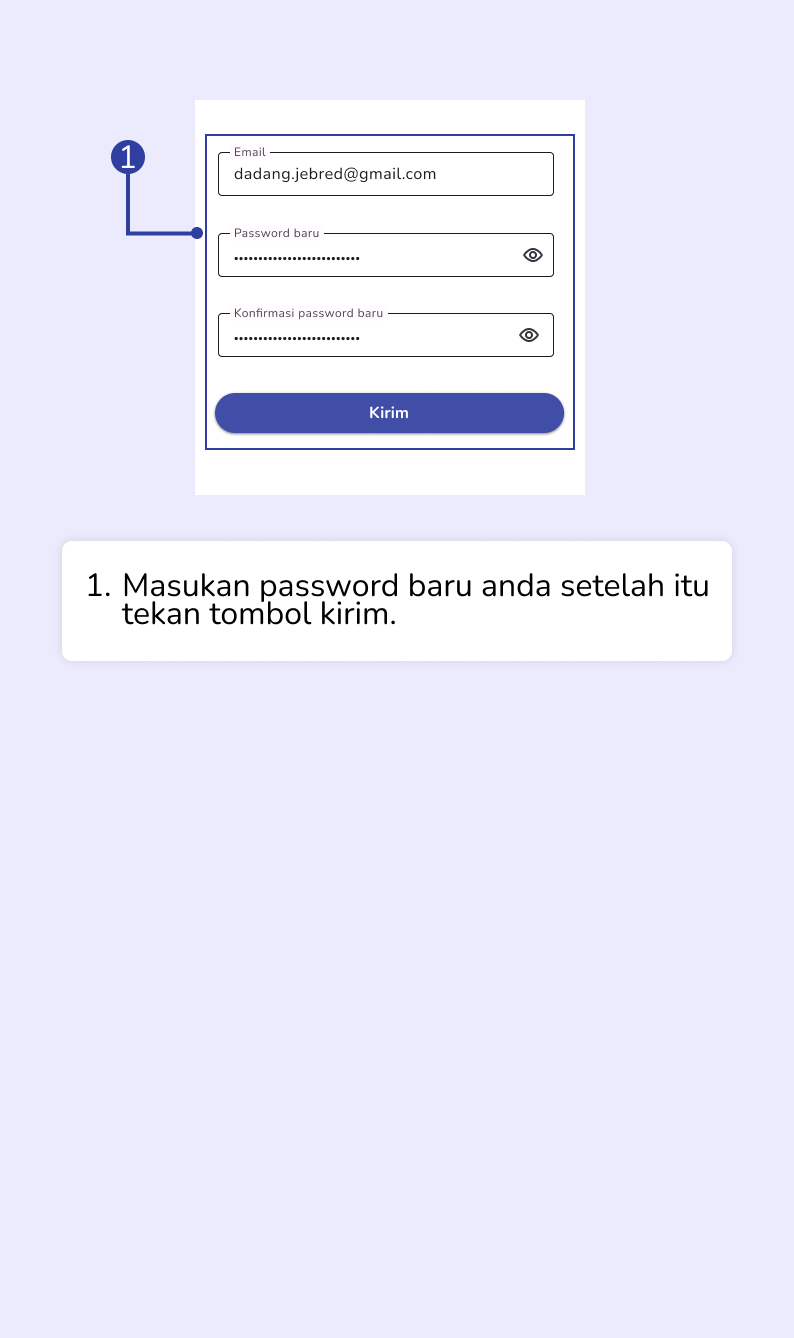 1
Email
dadang.jebred@gmail.com
Password baru
••••••••••••••••••••••••••
Konfirmasi password baru
••••••••••••••••••••••••••
Kirim
1. Masukan password baru anda setelah itu
tekan tombol kirim.